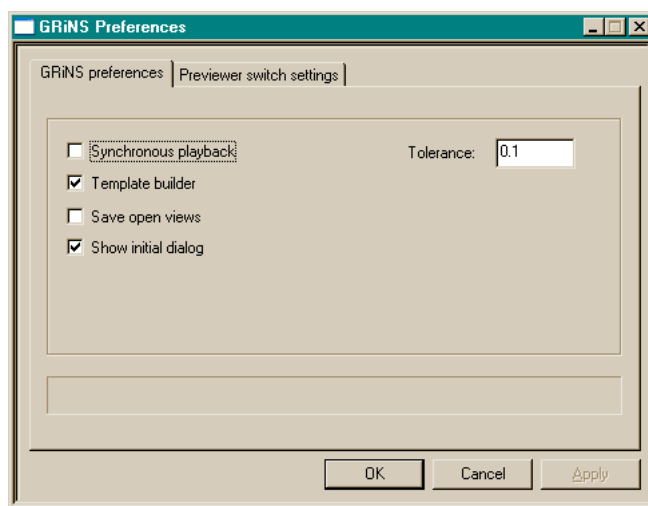 GRiNS Preferences
GRiNS preferences Previewer switch settings
Synchronous playback Tolerance: 0.1
Template builder
Save open views
Show initial dialog
OK Cancel Apply